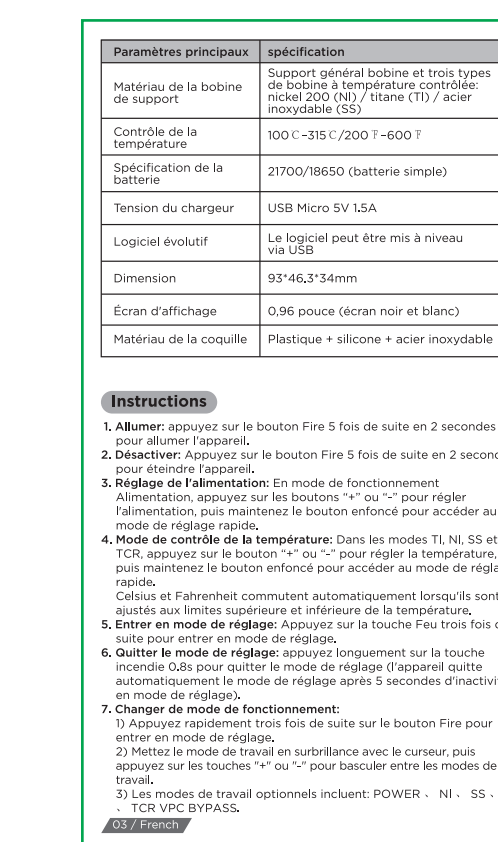 Paramètres principaux spécification
Matériau de la bobine de support
Support général bobine et trois types
de bobine à température contrôlée:
nickel 200 (NI) / titane (TI) / acier
inoxydable (SS)
Contrôle de la température
100℃-315℃/200℉-600℉
Spécification de la batterie
21700/18650 (batterie simple)
Tension du chargeur USB Micro 5V 1.5A
Logiciel évolutif
Le logiciel peut être mis à niveau
via USB
Dimension 93*46.3*34mm
Écran d'affichage 0,96 pouce (écran noir et blanc)
Matériau de la coquille Plastique + silicone + acier inoxydable
Instructions
1. Allumer: appuyez sur le bouton Fire 5 fois de suite en 2 secondes
pour allumer l'appareil.
2. Désactiver: Appuyez sur le bouton Fire 5 fois de suite en 2 second
pour éteindre l'appareil.
3. Réglage de l'alimentation: En mode de fonctionnement
Alimentation, appuyez sur les boutons “+” ou “-” pour régler
l'alimentation, puis maintenez le bouton enfoncé pour accéder au
mode de réglage rapide.
4. Mode de contrôle de la température: Dans les modes TI, NI, SS et
TCR, appuyez sur le bouton “+” ou “-” pour régler la température,
puis maintenez le bouton enfoncé pour accéder au mode de régla
rapide.
Celsius et Fahrenheit commutent automatiquement lorsqu'ils sont
ajustés aux limites supérieure et inférieure de la température.
5. Entrer en mode de réglage: Appuyez sur la touche Feu trois fois
suite pour entrer en mode de réglage.
6. Quitter le mode de réglage: appuyez longuement sur la touche
incendie 0.8s pour quitter le mode de réglage (l'appareil quitte
automatiquement le mode de réglage après 5 secondes d'inactivi
en mode de réglage).
7. Changer de mode de fonctionnement:
1) Appuyez rapidement trois fois de suite sur le bouton Fire pour
entrer en mode de réglage.
2) Mettez le mode de travail en surbrillance avec le curseur, puis
appuyez sur les touches "+" ou "-" pour basculer entre les modes de
travail.
3) Les modes de travail optionnels incluent: POWER 、 NI 、 SS 、
、 TCR VPC BYPASS.
03 / French